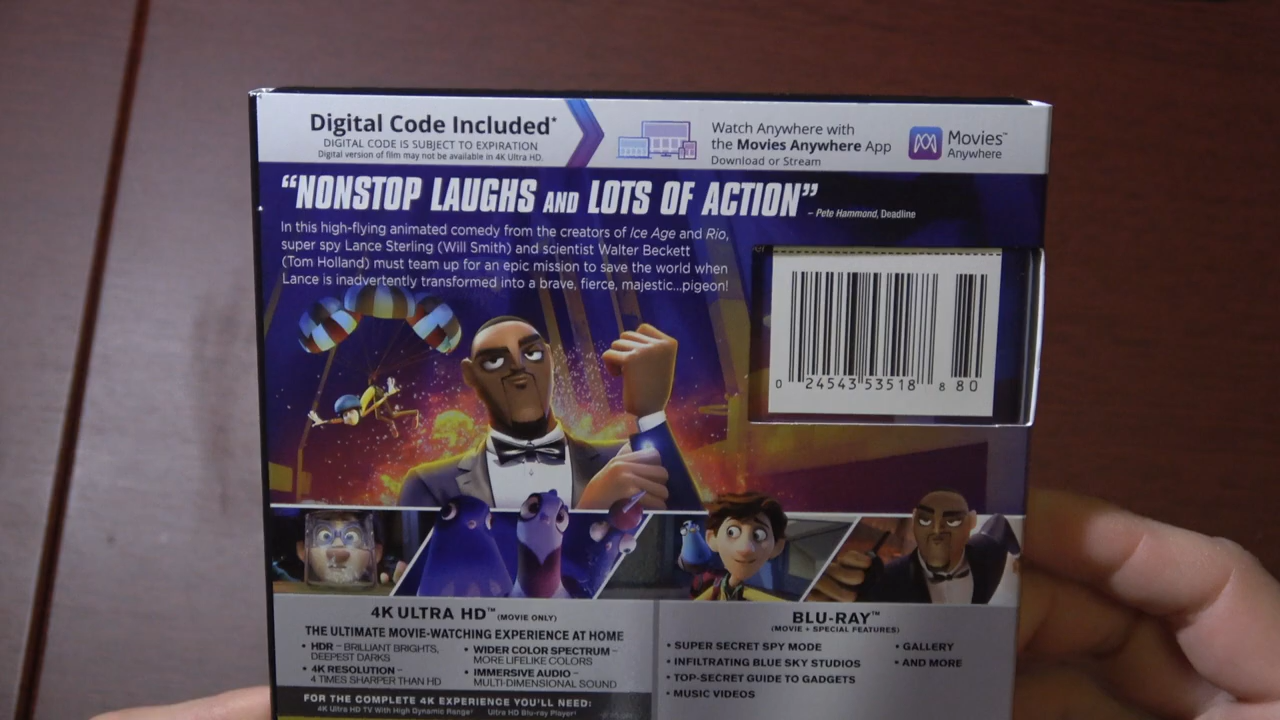 Digital Code Included*
DIGITAL CODE IS SUBJECT TO EXPIRATION
Digital version of film may not be available in 4K Ultra HD.
Watch Anywhere with
the Movies Anywhere App
Download or Stream
Movies™
Anywhere
“NONSTOP LAUGHS AND LOTS OF ACTION”
– Pete Hammond, Deadline
In this high-flying animated comedy from the creators of Ice Age and Rio,
super spy Lance Sterling (Will Smith) and scientist Walter Beckett
(Tom Holland) must team up for an epic mission to save the world when
Lance is inadvertently transformed into a brave, fierce, majestic...pigeon!
0 24543 53518 8 80
4K ULTRA HD™ (MOVIE ONLY)
THE ULTIMATE MOVIE-WATCHING EXPERIENCE AT HOME
• HDR – BRILLIANT BRIGHTS,
DEEPEST DARKS
• 4K RESOLUTION –
4 TIMES SHARPER THAN HD
• WIDER COLOR SPECTRUM –
MORE LIFELIKE COLORS
• IMMERSIVE AUDIO –
MULTI-DIMENSIONAL SOUND
FOR THE COMPLETE 4K EXPERIENCE YOU'LL NEED:
4K Ultra HD TV With High Dynamic Range† Ultra HD Blu-ray Player†
BLU-RAY™
(MOVIE + SPECIAL FEATURES)
• SUPER SECRET SPY MODE
• INFILTRATING BLUE SKY STUDIOS
• TOP-SECRET GUIDE TO GADGETS
• MUSIC VIDEOS
• GALLERY
• AND MORE